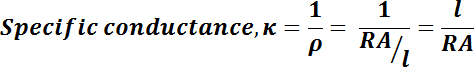 Specific conductance, κ = 1/ρ = 1/(RA/l) = l/RA